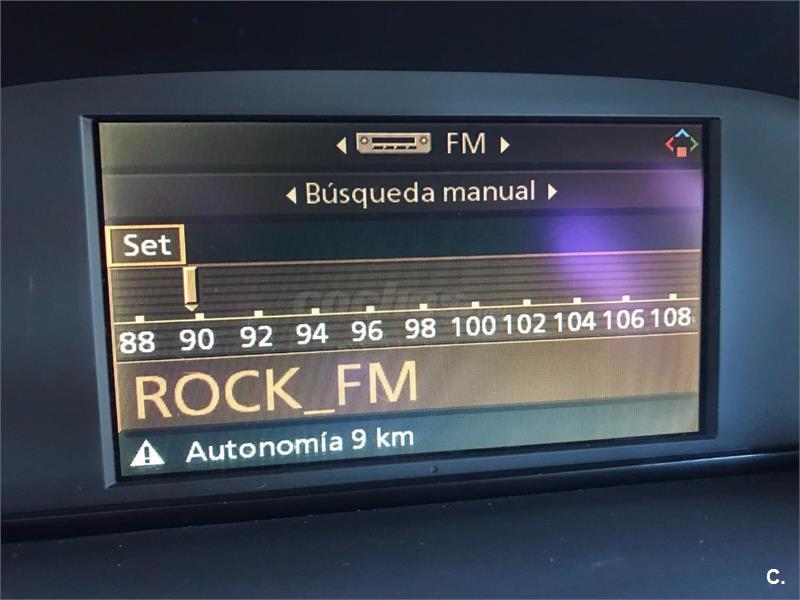 FM
Búsqueda manual
Set
88 90 92 94 96 98 100 102 104 106 108
ROCK_FM
Autonomía 9 km
C.